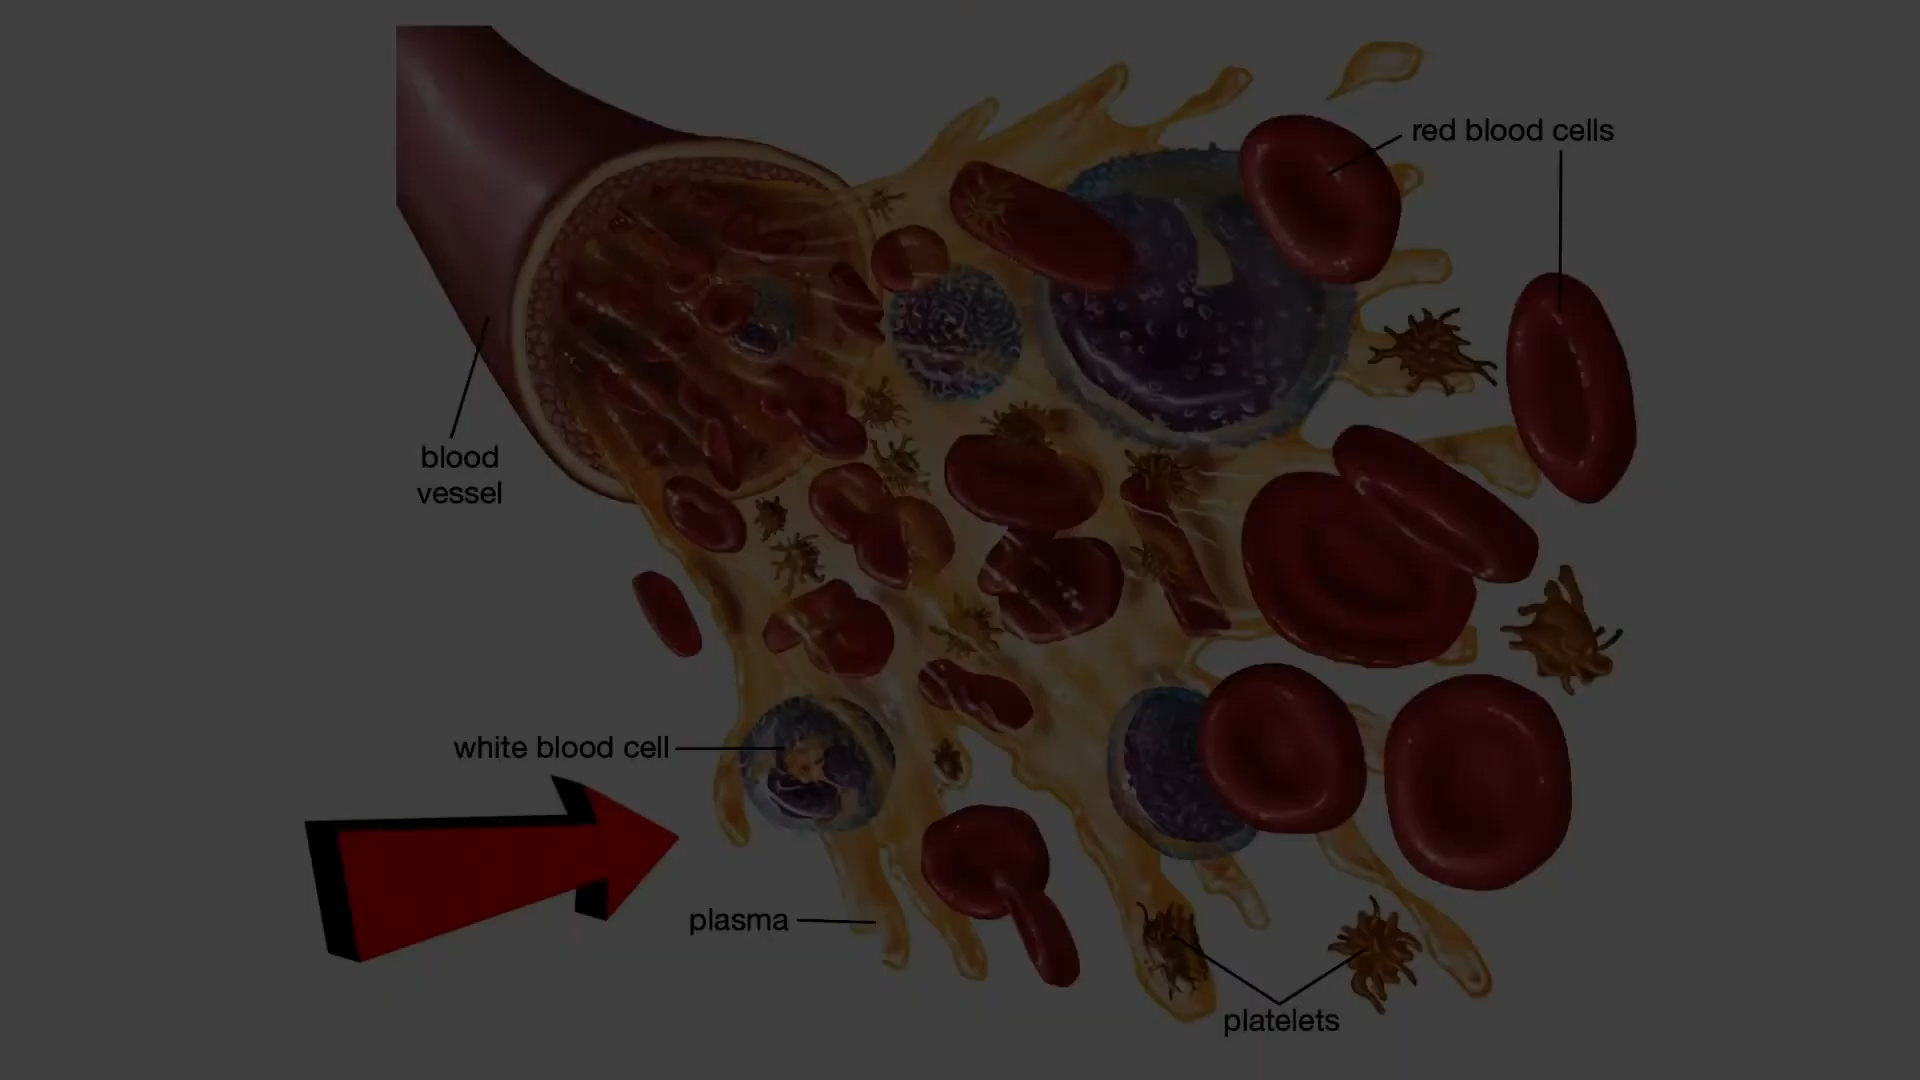 red blood cells
blood
vessel
white blood cell
plasma
platelets